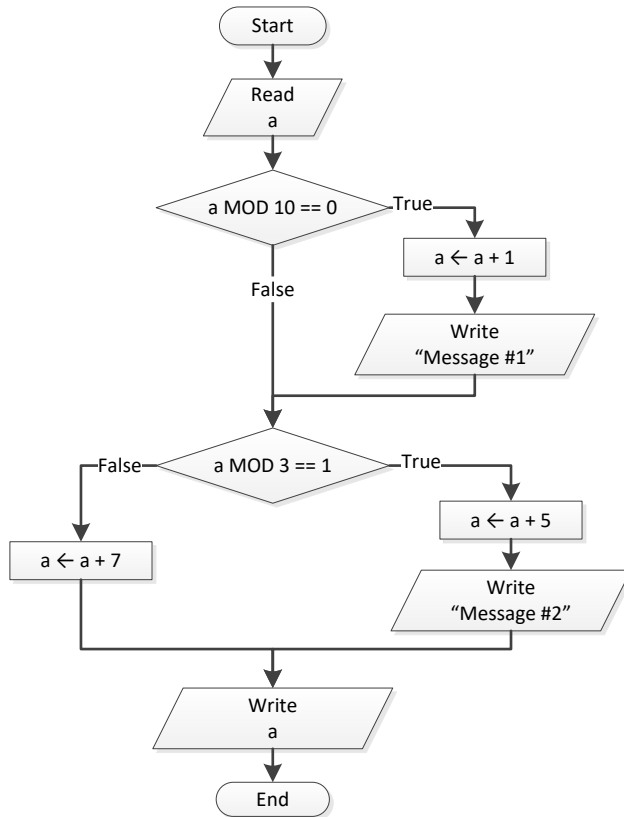 Start
Read
a
a MOD 10 == 0
True
a ← a + 1
False
Write
“Message #1”
a MOD 3 == 1
False
True
a ← a + 7
a ← a + 5
Write
“Message #2”
Write
a
End